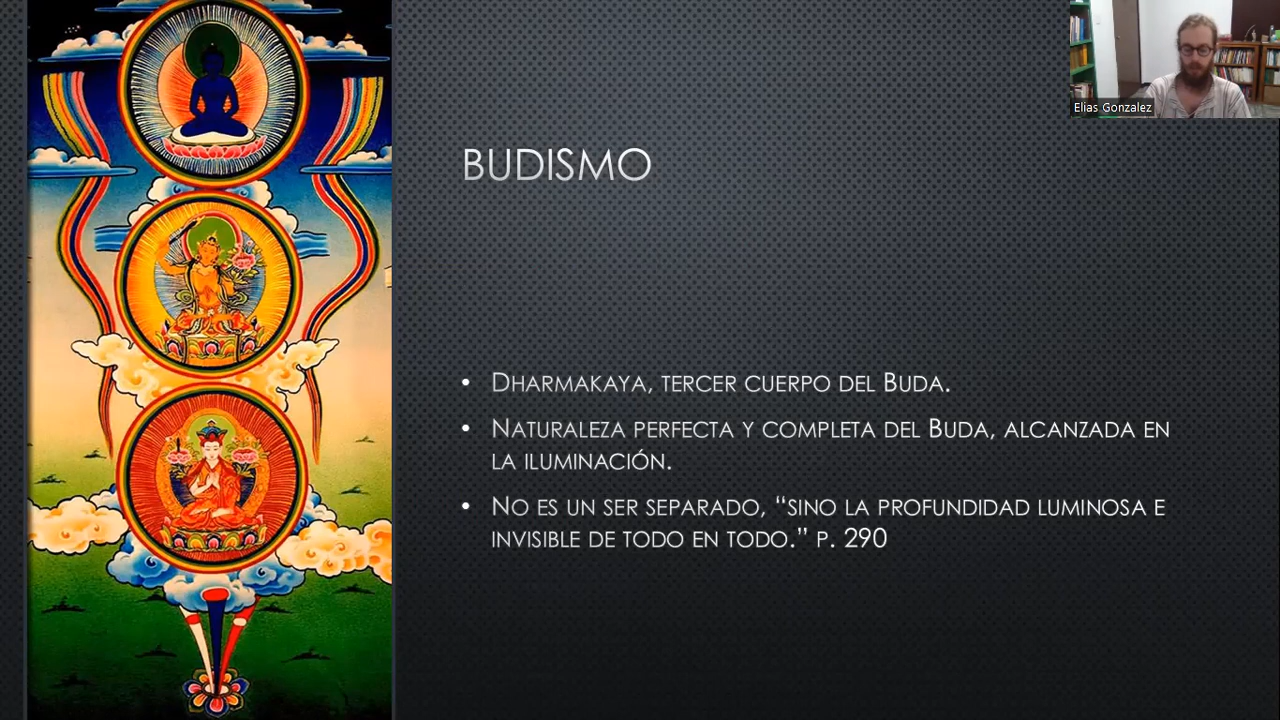 Elias Gonzalez
BUDISMO
• DHARMAKAYA, TERCER CUERPO DEL BUDA.
• NATURALEZA PERFECTA Y COMPLETA DEL BUDA, ALCANZADA EN
LA ILUMINACIÓN.
• NO ES UN SER SEPARADO, “SINO LA PROFUNDIDAD LUMINOSA E
INVISIBLE DE TODO EN TODO.” P. 290